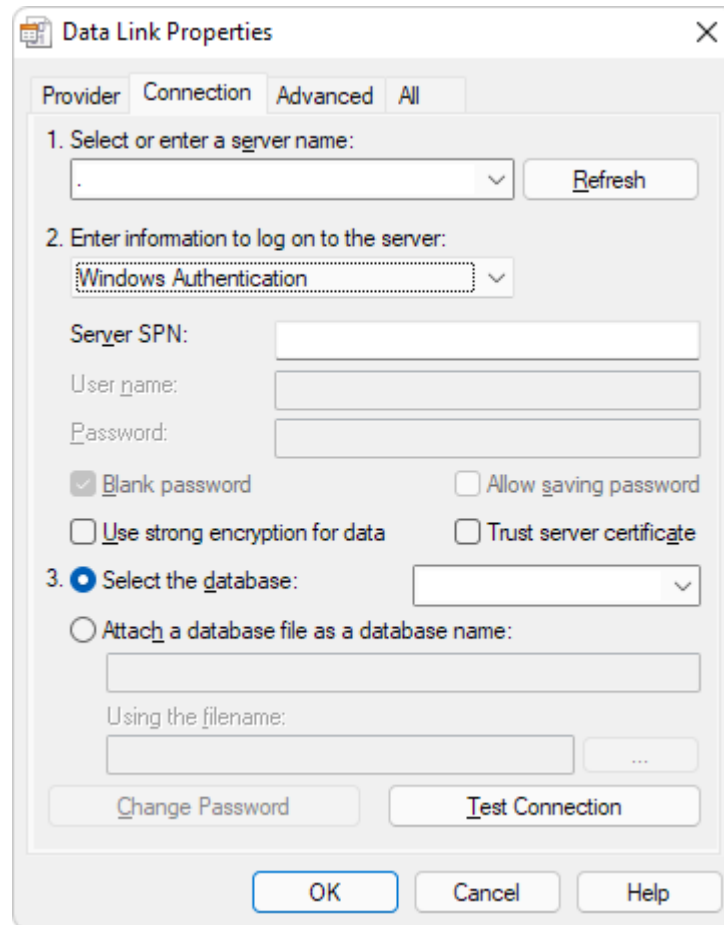 Data Link Properties
Provider Connection Advanced All
1. Select or enter a server name:
. Refresh
2. Enter information to log on to the server:
Windows Authentication
Server SPN:
User name:
Password:
Blank password Allow saving password
Use strong encryption for data Trust server certificate
3. Select the database:
Attach a database file as a database name:
Using the filename:
...
Change Password Test Connection
OK Cancel Help